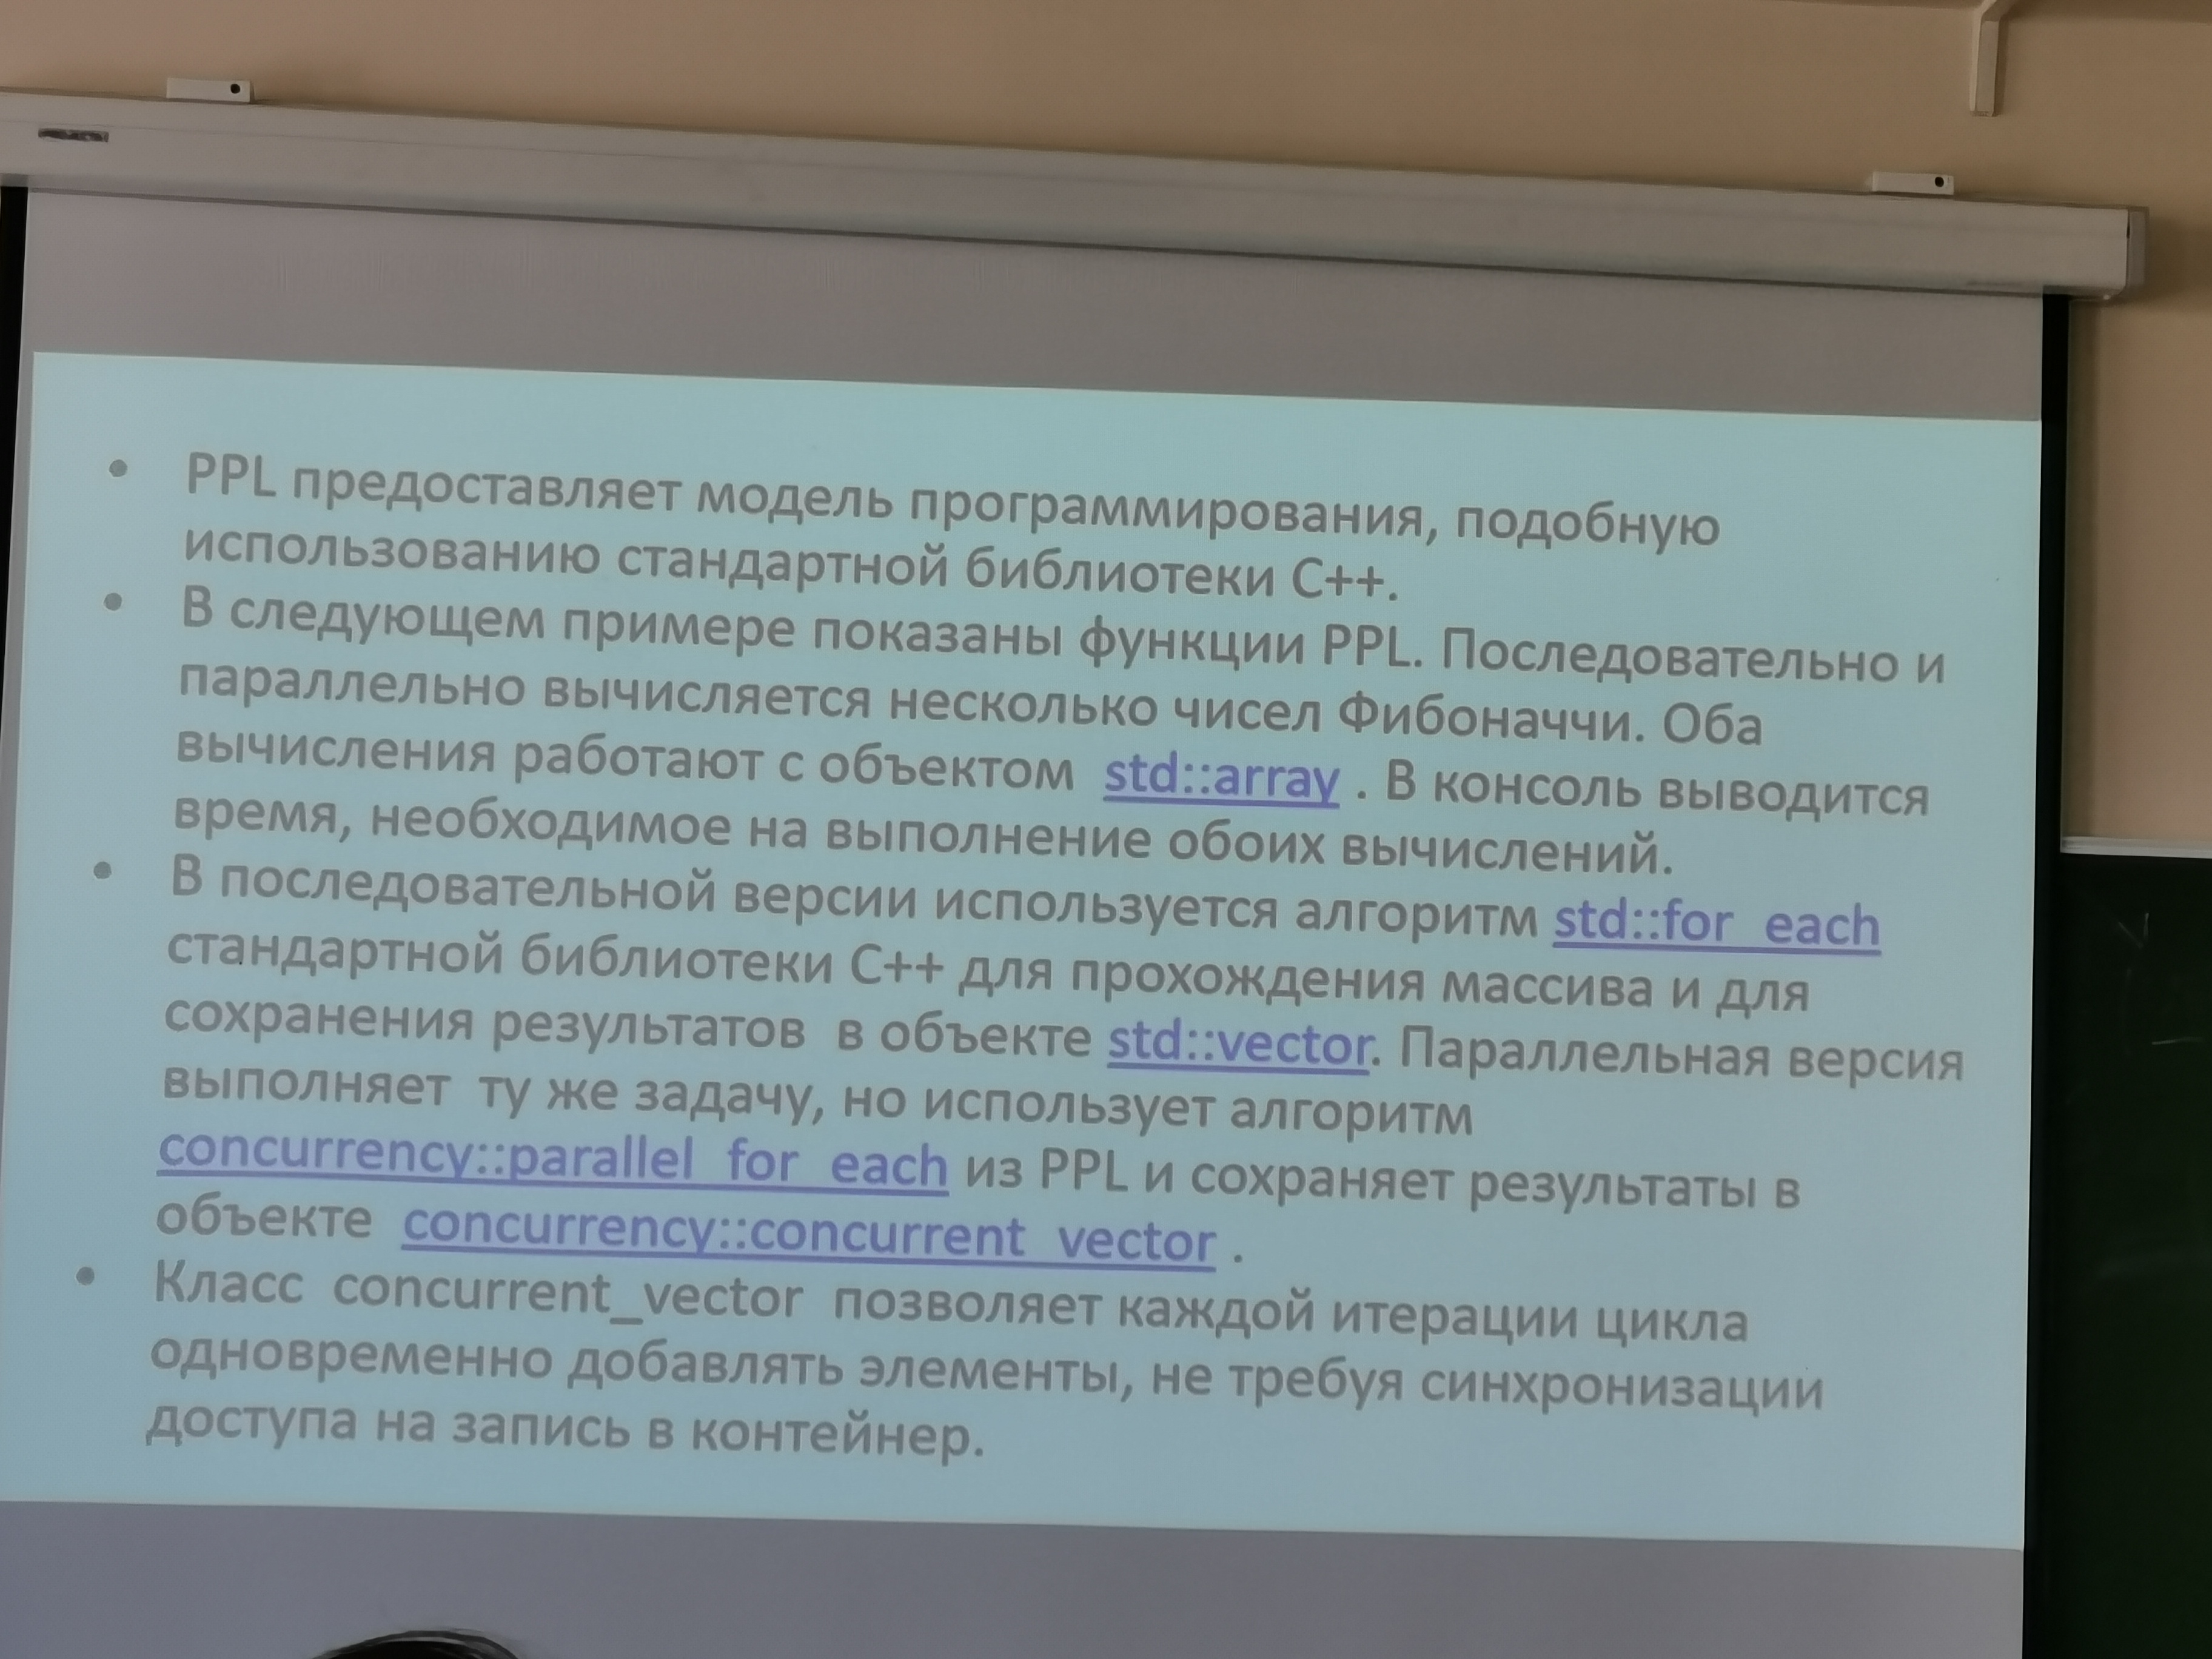 • PPL предоставляет модель программирования, подобную
использованию стандартной библиотеки C++.
• В следующем примере показаны функции PPL. Последовательно и
параллельно вычисляется несколько чисел Фибоначчи. Оба
вычисления работают с объектом std::array . В консоль выводится
время, необходимое на выполнение обоих вычислений.
• В последовательной версии используется алгоритм std::for_each
стандартной библиотеки C++ для прохождения массива и для
сохранения результатов в объекте std::vector. Параллельная версия
выполняет ту же задачу, но использует алгоритм
concurrency::parallel_for_each из PPL и сохраняет результаты в
объекте concurrency::concurrent_vector .
• Класс concurrent_vector позволяет каждой итерации цикла
одновременно добавлять элементы, не требуя синхронизации
доступа на запись в контейнер.